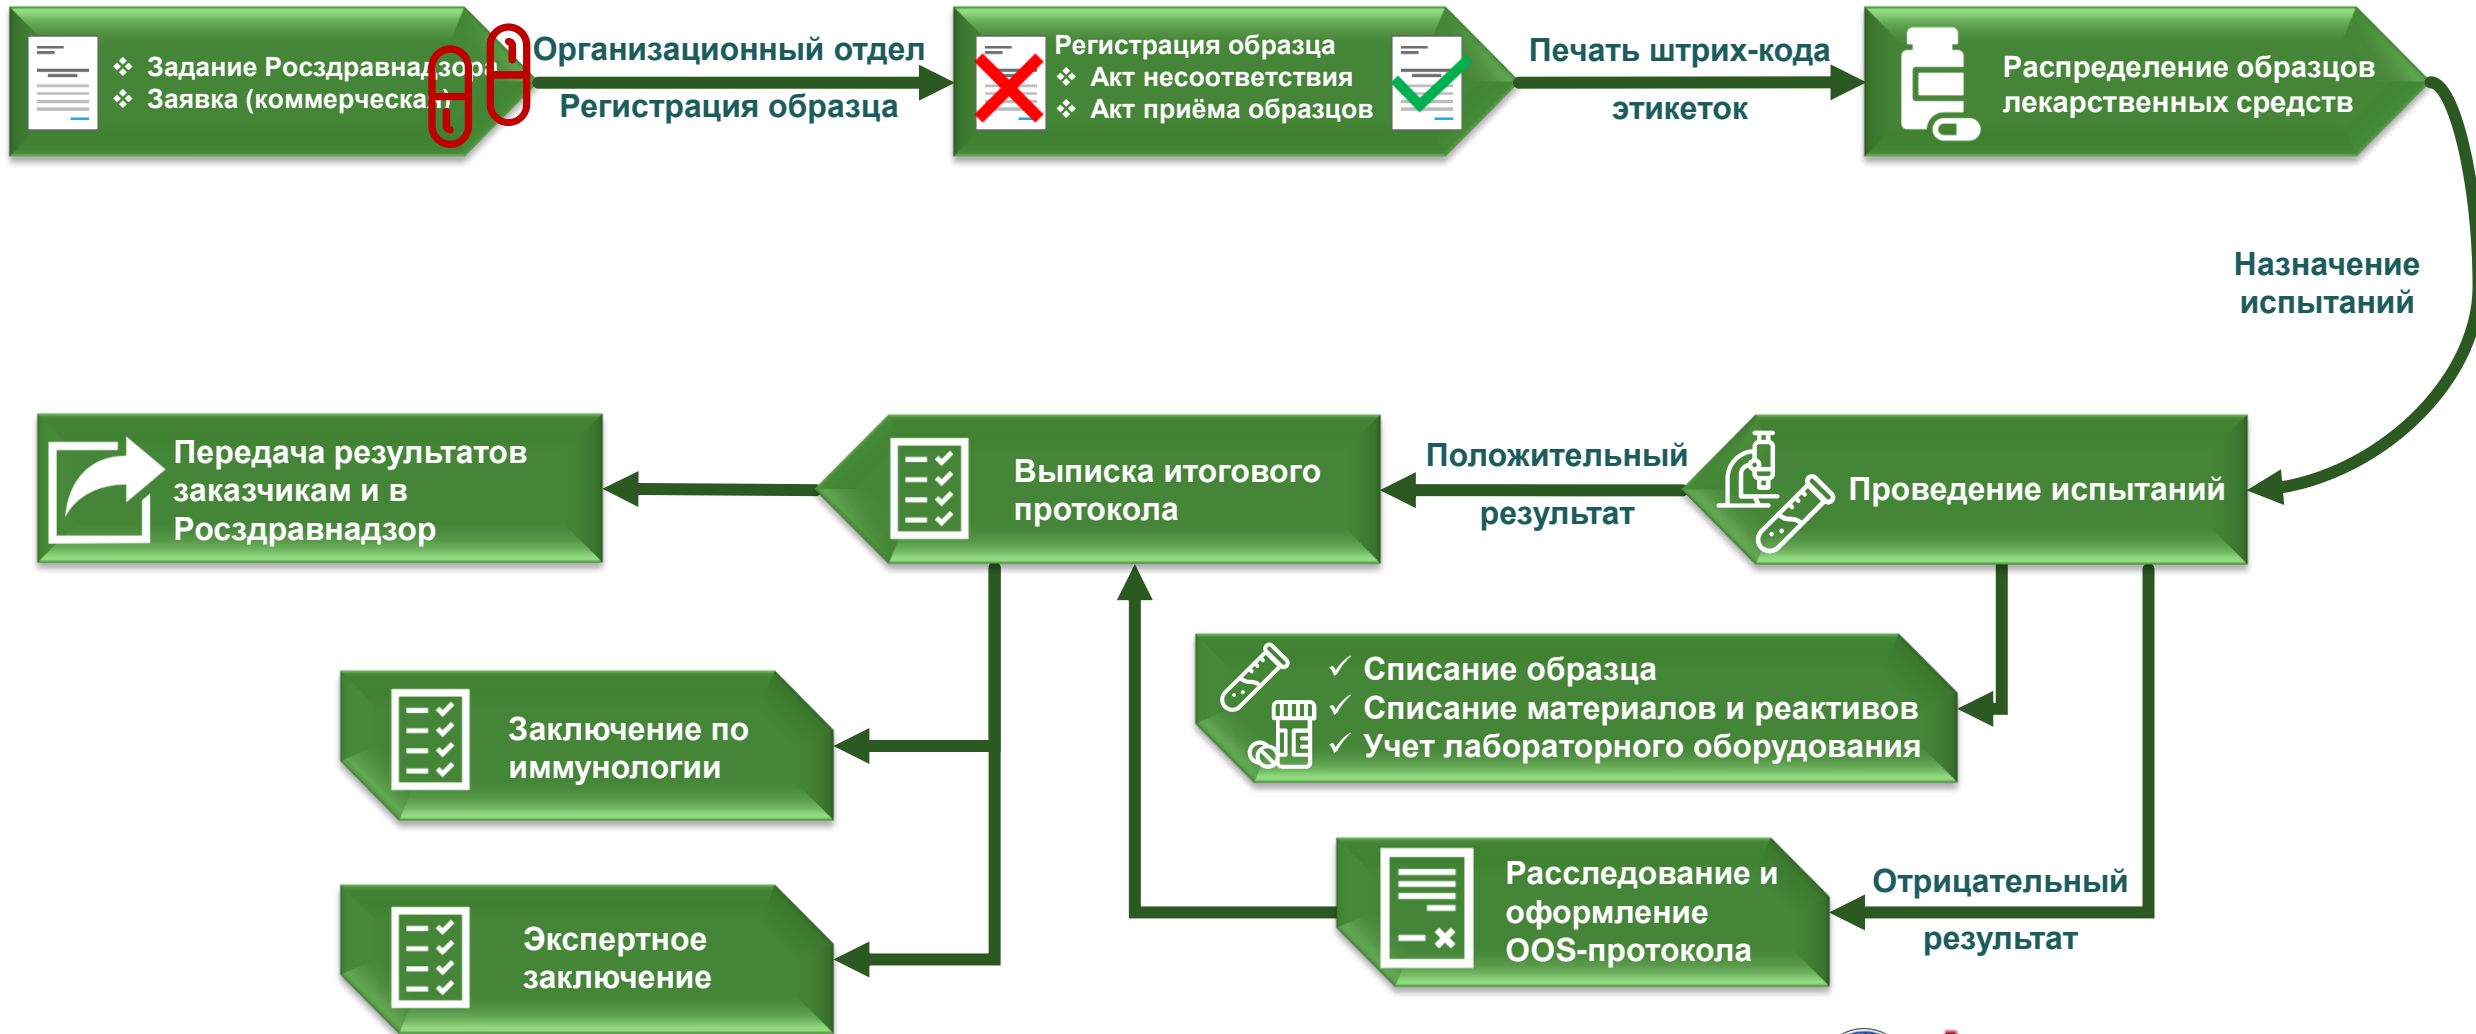 Задание Росздравнадзора
Заявка (коммерческая)
Организационный отдел
Регистрация образца
Регистрация образца
Акт несоответствия
Акт приёма образцов
Печать штрих-кода
этикеток
Распределение образцов
лекарственных средств
Назначение
испытаний
Передача результатов
заказчикам и в
Росздравнадзор
Выписка итогового
протокола
Положительный
результат
Проведение испытаний
Списание образца
Списание материалов и реактивов
Учет лабораторного оборудования
Заключение по
иммунологии
Расследование и
оформление
OOS-протокола
Отрицательный
результат
Экспертное
заключение